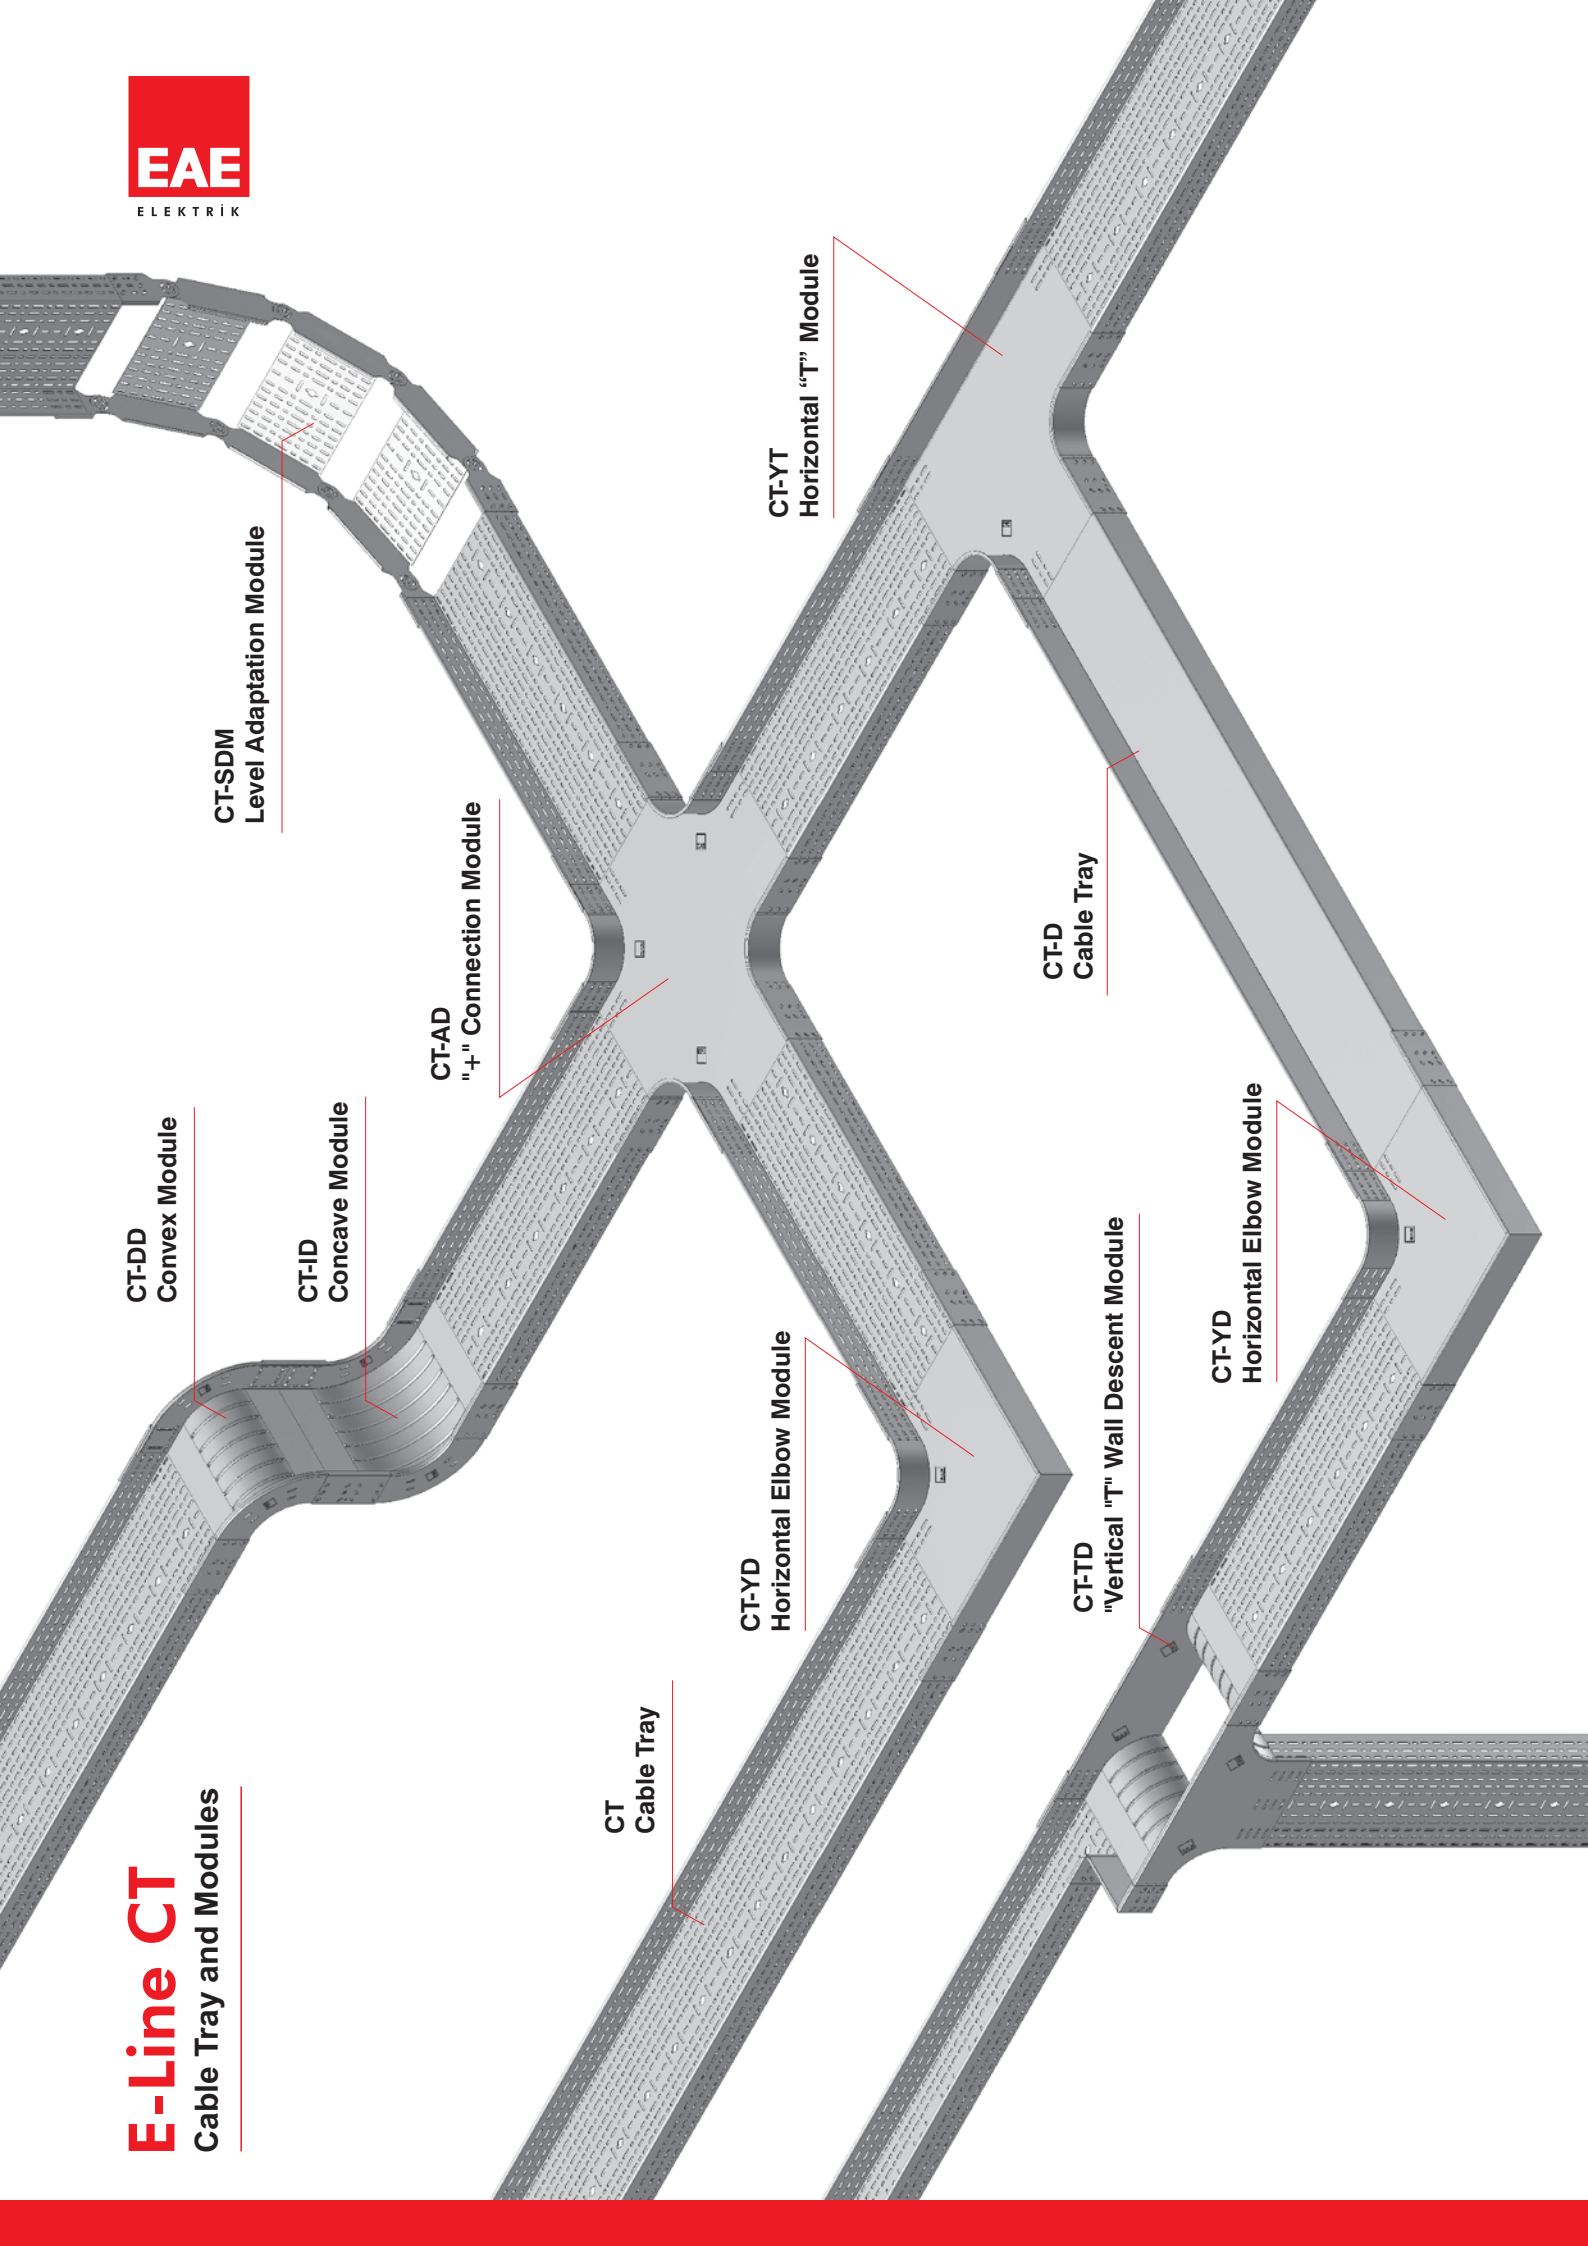 EAE
ELEKTRİK
E-Line CT
Cable Tray and Modules
CT-DD
Convex Module
CT-ID
Concave Module
CT-SDM
Level Adaptation Module
CT-AD
"+" Connection Module
CT-YT
Horizontal “T” Module
CT
Cable Tray
CT-YD
Horizontal Elbow Module
CT-D
Cable Tray
CT-TD
"Vertical "T" Wall Descent Module
CT-YD
Horizontal Elbow Module